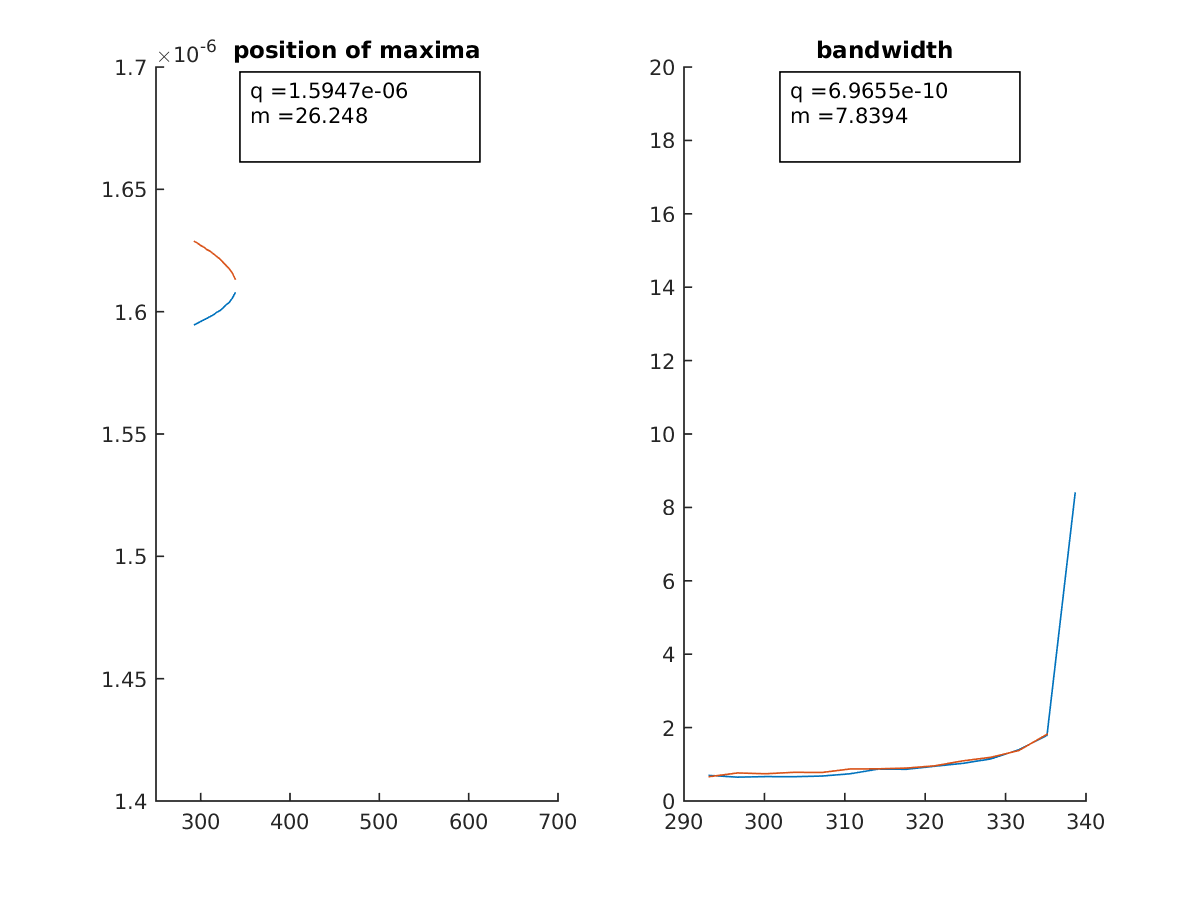 ×10-6
position of maxima
q =1.5947e-06
m =26.248
1.7
1.65
1.6
1.55
1.5
1.45
1.4
300 400 500 600 700
bandwidth
q =6.9655e-10
m =7.8394
20
18
16
14
12
10
8
6
4
2
0
290 300 310 320 330 340